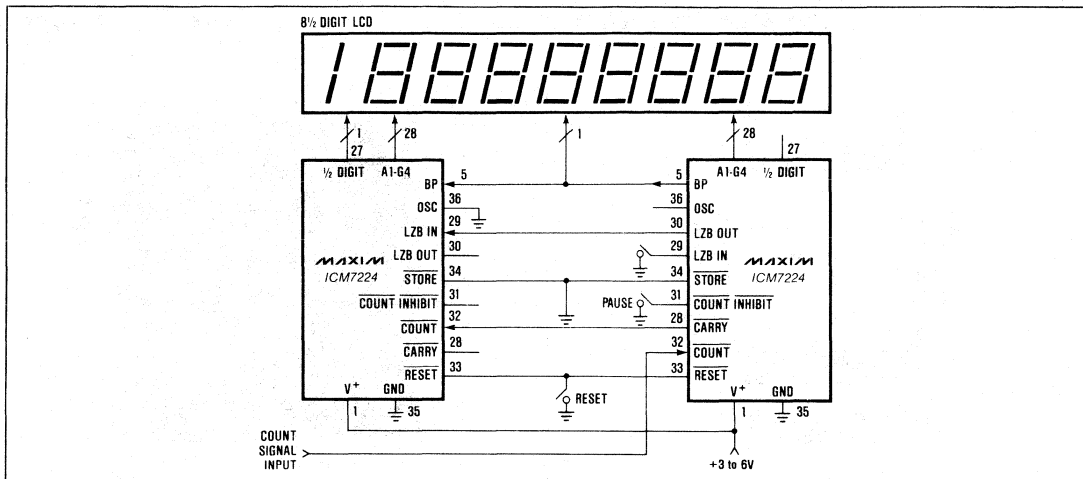 8½ DIGIT LCD
1
28
1
28
27
27
½ DIGIT A1-G4
A1-G4 ½ DIGIT
BP 5
5 BP
OSC 36
36 OSC
LZB IN 29
30 LZB OUT
LZB OUT 30
29 LZB IN
MAXIM
ICM7224
MAXIM
ICM7224
STORE 34
34 STORE
COUNT INHIBIT 31
PAUSE
31 COUNT INHIBIT
COUNT 32
28 CARRY
CARRY 28
32 COUNT
RESET 33
33 RESET
RESET
V+ GND
1 35
V+ GND
1 35
COUNT
SIGNAL
INPUT
+3 to 6V